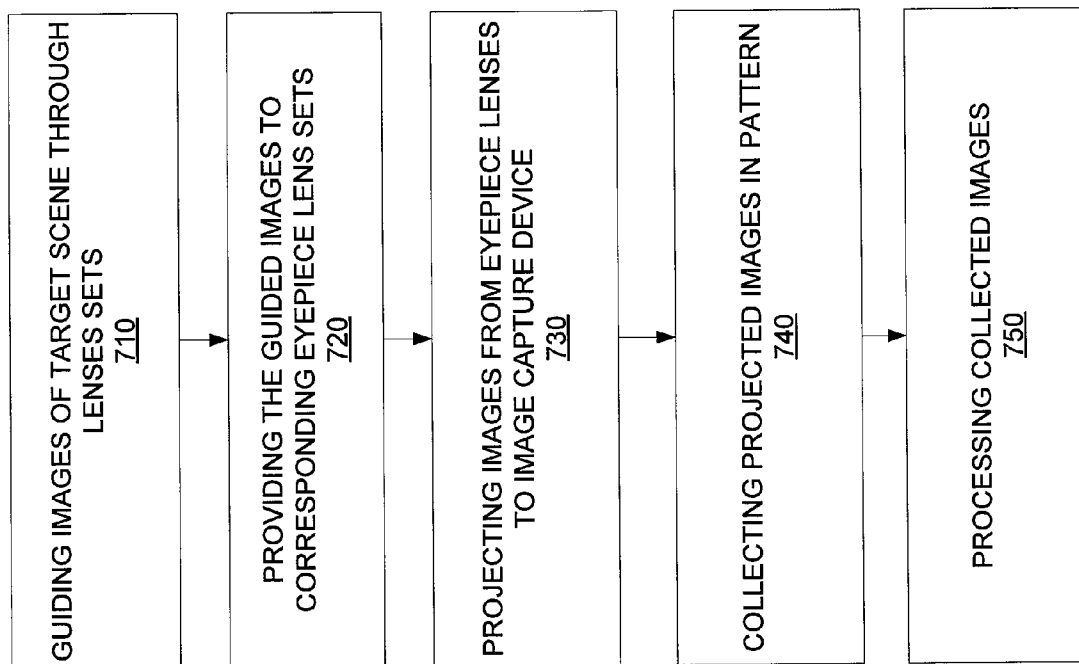 GUIDING IMAGES OF TARGET SCENE THROUGH
LENSES SETS
710
PROVIDING THE GUIDED IMAGES TO
CORRESPONDING EYEPIECE LENS SETS
720
PROJECTING IMAGES FROM EYEPIECE LENSES
TO IMAGE CAPTURE DEVICE
730
COLLECTING PROJECTED IMAGES IN PATTERN
740
PROCESSING COLLECTED IMAGES
750